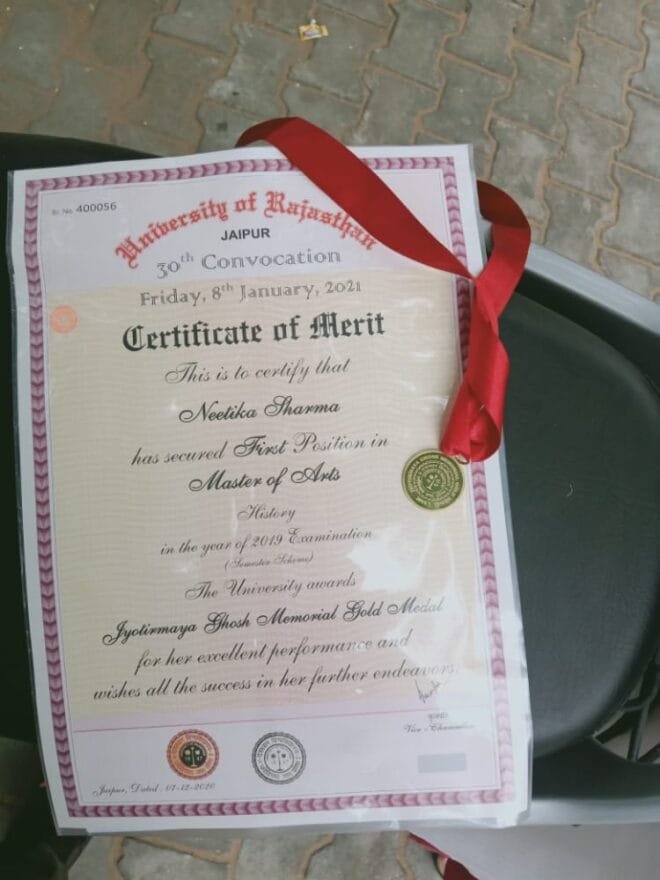 Sr. No. 400056
University of Rajasthan
JAIPUR
30th Convocation
Friday, 8th January, 2021
Certificate of Merit
This is to certify that
Neetika Sharma
has secured First Position in
Master of Arts
History
in the year of 2019 Examination
(Semester Scheme)
The University awards
Jyotirmaya Ghosh Memorial Gold Medal
for her excellent performance and
wishes all the success in her further endeavors.
Vice-Chancellor
Jaipur, Dated : 07-12-2020